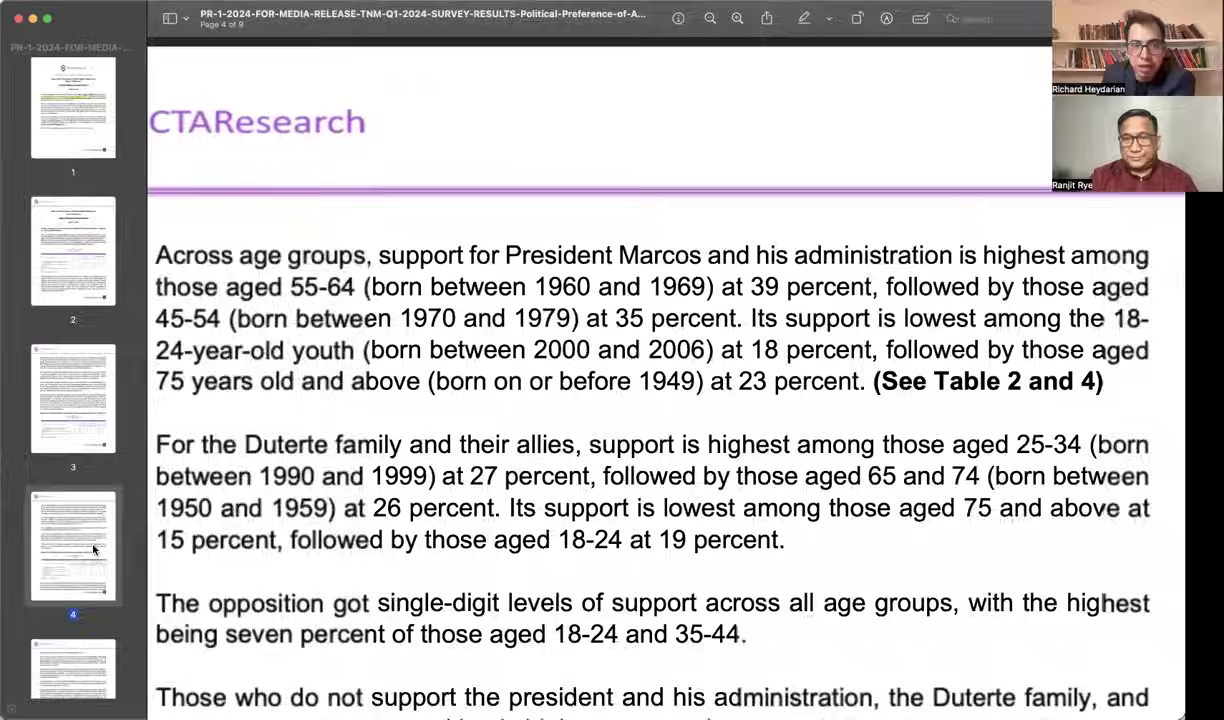 PR-1-2024-FOR-MEDIA-RELEASE-TNM-Q1-2024-SURVEY-RESULTS-Political-Preference-of-A...
Page 4 of 9
Search
PR-1-2024-FOR-MEDIA-...
1
2
3
4
Richard Heydarian
Ranjit Rye
CTAResearch
Across age groups, support for President Marcos and his administration is highest among
those aged 55-64 (born between 1960 and 1969) at 39 percent, followed by those aged
45-54 (born between 1970 and 1979) at 35 percent. Its support is lowest among the 18-
24-year-old youth (born between 2000 and 2006) at 18 percent, followed by those aged
75 years old and above (born on or before 1949) at 23 percent. (See Table 2 and 4)
For the Duterte family and their allies, support is highest among those aged 25-34 (born
between 1990 and 1999) at 27 percent, followed by those aged 65 and 74 (born between
1950 and 1959) at 26 percent. Its support is lowest among those aged 75 and above at
15 percent, followed by those aged 18-24 at 19 percent.
The opposition got single-digit levels of support across all age groups, with the highest
being seven percent of those aged 18-24 and 35-44.
Those who do not support the president and his administration, the Duterte family, and